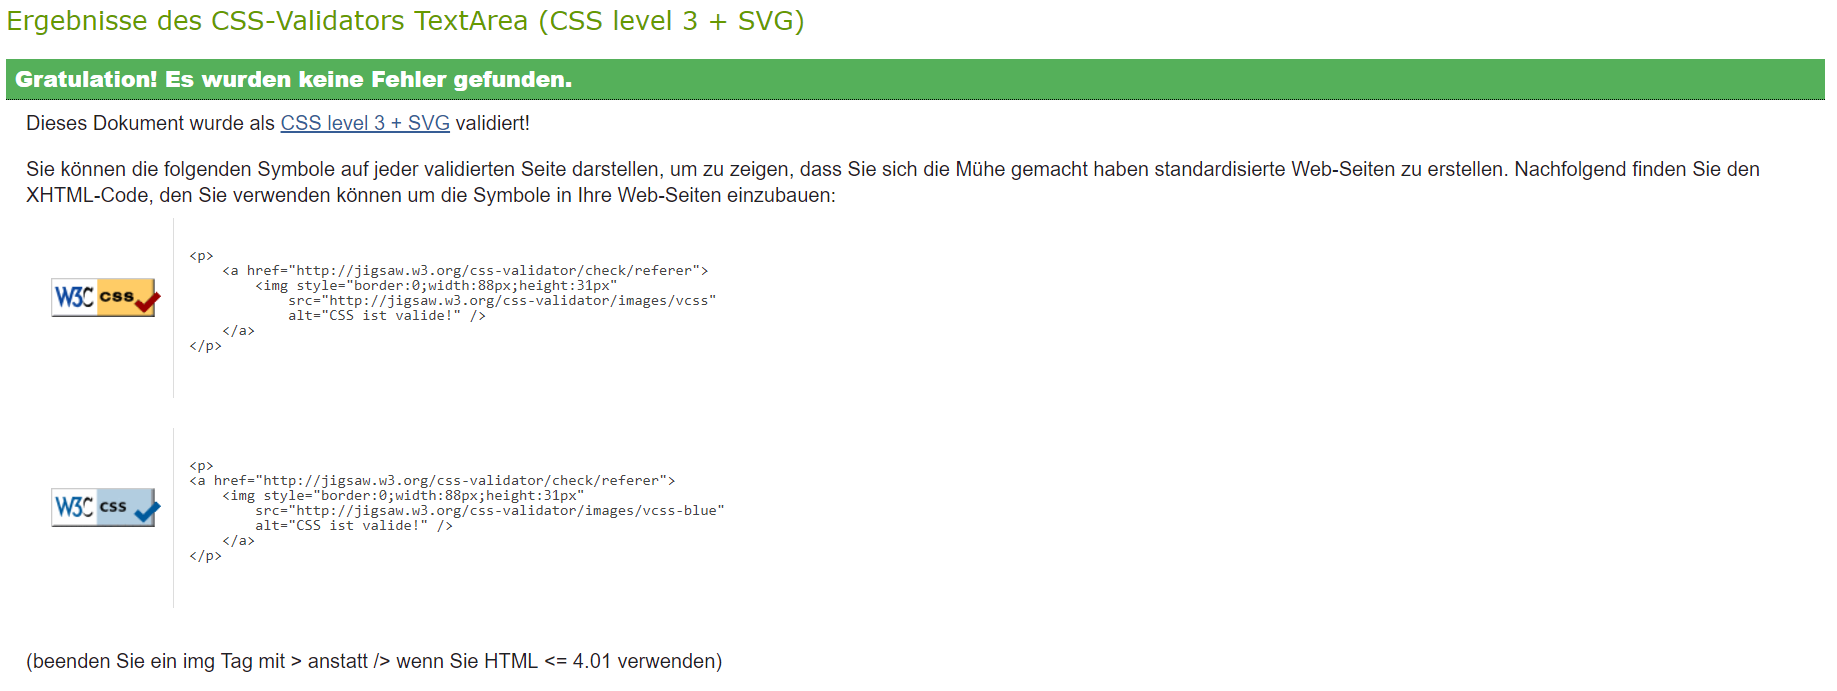 Ergebnisse des CSS-Validators TextArea (CSS level 3 + SVG)
Gratulation! Es wurden keine Fehler gefunden.
Dieses Dokument wurde als CSS level 3 + SVG validiert!
Sie können die folgenden Symbole auf jeder validierten Seite darstellen, um zu zeigen, dass Sie sich die Mühe gemacht haben standardisierte Web-Seiten zu erstellen. Nachfolgend finden Sie den
XHTML-Code, den Sie verwenden können um die Symbole in Ihre Web-Seiten einzubauen:
W3C css
<p>
    <a href="http://jigsaw.w3.org/css-validator/check/referer">
        <img style="border:0;width:88px;height:31px"
            src="http://jigsaw.w3.org/css-validator/images/vcss"
            alt="CSS ist valide!" />
    </a>
</p>
W3C css
<p>
<a href="http://jigsaw.w3.org/css-validator/check/referer">
    <img style="border:0;width:88px;height:31px"
        src="http://jigsaw.w3.org/css-validator/images/vcss-blue"
        alt="CSS ist valide!" />
    </a>
</p>
(beenden Sie ein img Tag mit > anstatt /> wenn Sie HTML <= 4.01 verwenden)